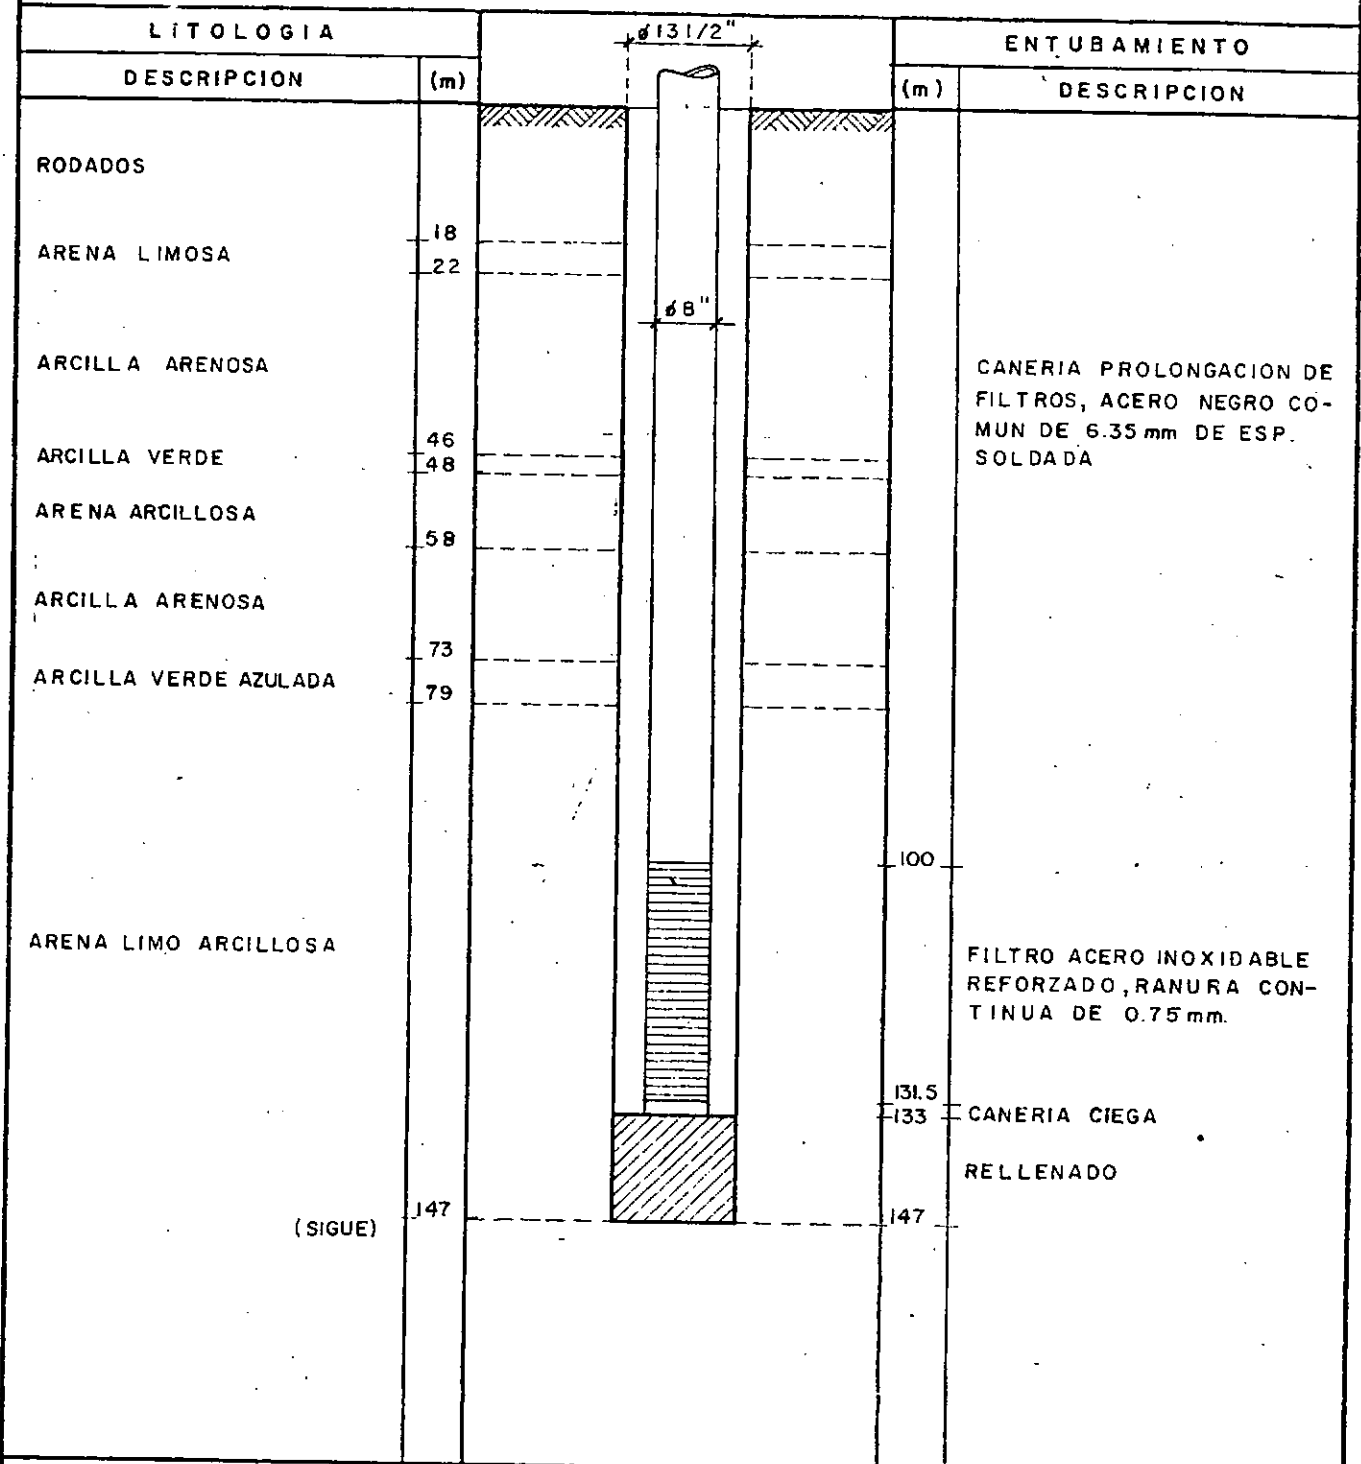 LITOLOGIA
DESCRIPCION
(m)
RODADOS
18
ARENA LIMOSA
22
ARCILLA ARENOSA
46
ARCILLA VERDE
48
ARENA ARCILLOSA
58
ARCILLA ARENOSA
73
ARCILLA VERDE AZULADA
79
ARENA LIMO ARCILLOSA
147
(SIGUE)
ø 13 1/2"
ø 8"
ENTUBAMIENTO
(m)
DESCRIPCION
CANERIA PROLONGACION DE
FILTROS, ACERO NEGRO CO-
MUN DE 6.35 mm DE ESP.
SOLDADA
100
FILTRO ACERO INOXIDABLE
REFORZADO, RANURA CON-
TINUA DE 0.75 mm.
131.5
133
CANERIA CIEGA
RELLENADO
147